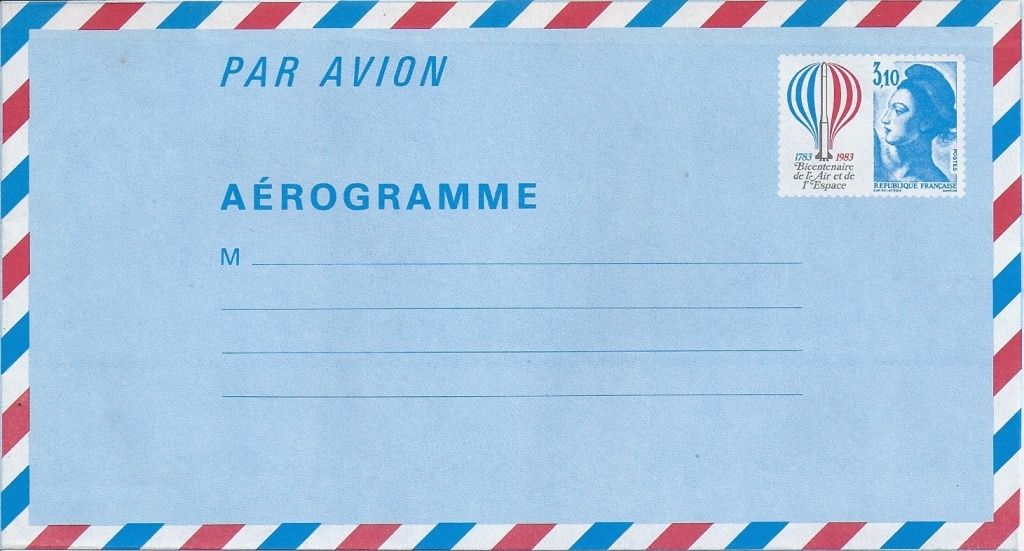 PAR AVION
3,10
1783 1983
Bicentenaire
de l'Air et de
l'Espace
POSTES
REPUBLIQUE FRANÇAISE
AÉROGRAMME
M